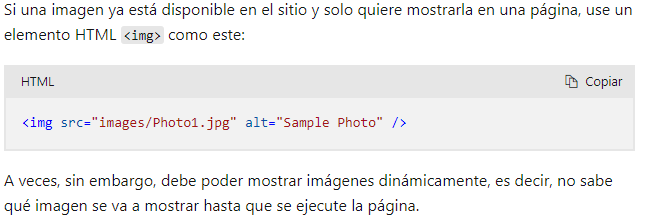 Si una imagen ya está disponible en el sitio y solo quiere mostrarla en una página, use un
elemento HTML <img> como este:
HTML
Copiar
<img src="images/Photo1.jpg" alt="Sample Photo" />
A veces, sin embargo, debe poder mostrar imágenes dinámicamente, es decir, no sabe
qué imagen se va a mostrar hasta que se ejecute la página.